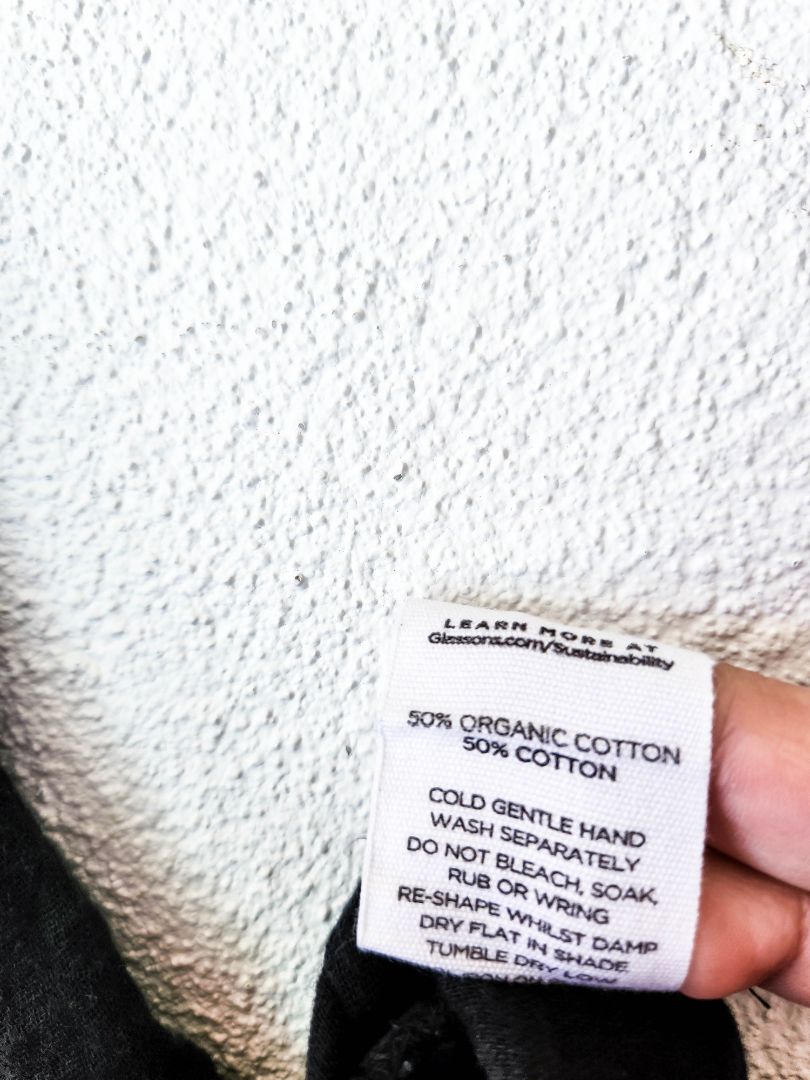 LEARN MORE AT
Glassons.com/Sustainability
50% ORGANIC COTTON
50% COTTON
COLD GENTLE HAND
WASH SEPARATELY
DO NOT BLEACH, SOAK,
RUB OR WRING
RE-SHAPE WHILST DAMP
DRY FLAT IN SHADE
TUMBLE DRY LOW